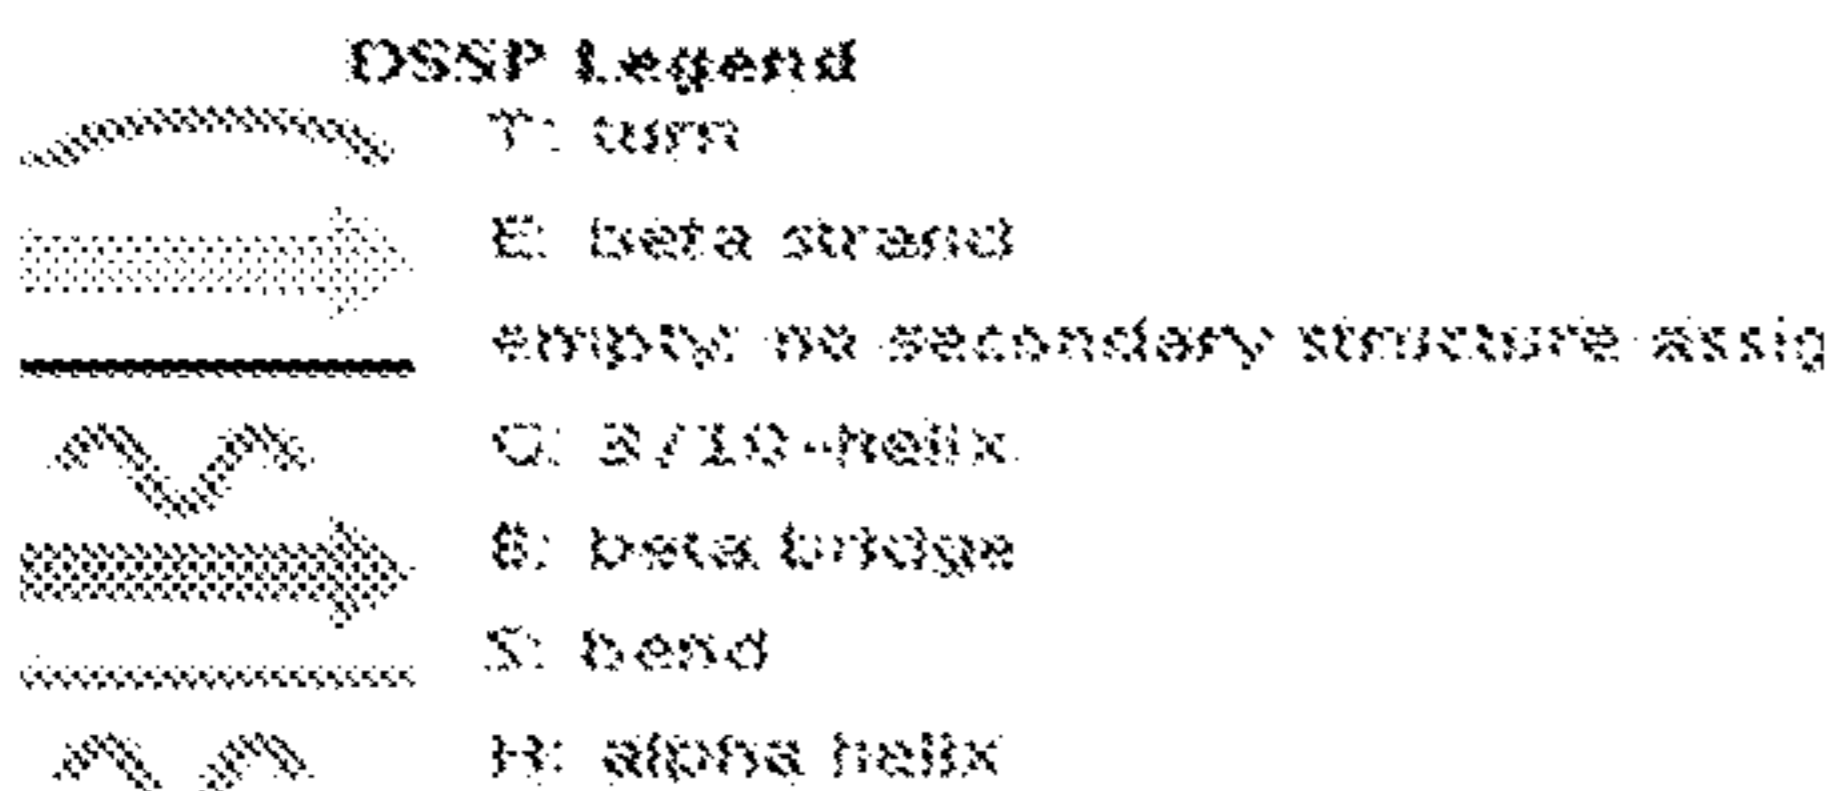 DSSP Legend
T: turn
E: beta strand
empty: no secondary structure assig
G: 3/10-helix
B: beta bridge
S: bend
H: alpha helix